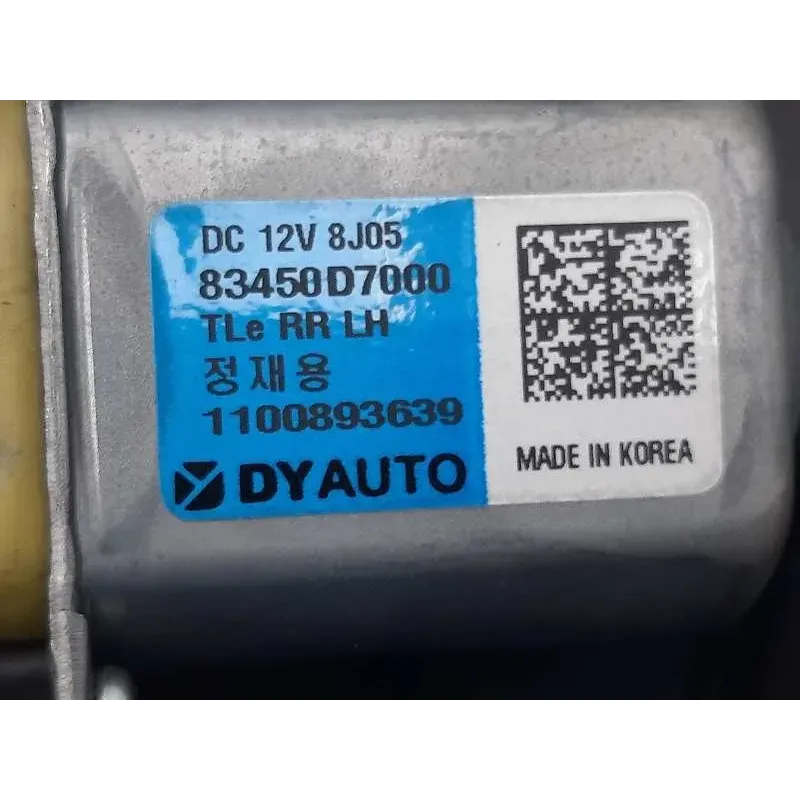 DC 12V 8J05
83450D7000
TLe RR LH
정재용
1100893639
DYAUTO
MADE IN KOREA